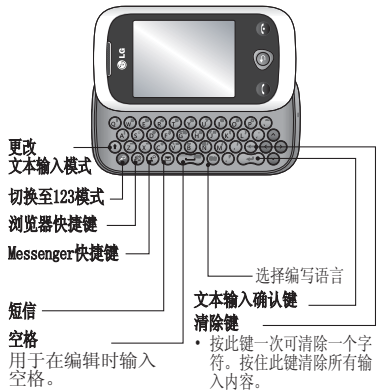 LG
更改
文本输入模式
切换至123模式
浏览器快捷键
Messenger快捷键
短信
空格
用于在编辑时输入
空格。
选择编写语言
文本输入确认键
清除键
• 按此键一次可清除一个字
符。按住此键清除所有输
入内容。